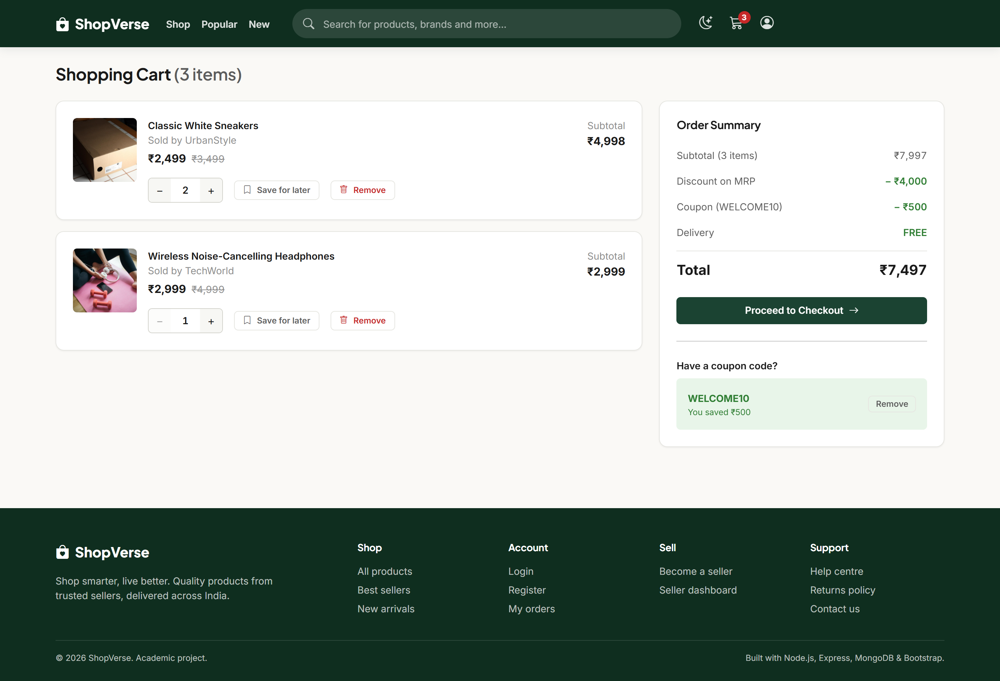 ShopVerse
Shop
Popular
New
Search for products, brands and more...
3
Shopping Cart (3 items)
Classic White Sneakers
Sold by UrbanStyle
₹2,499 ₹3,499
− 2 +
Save for later
Remove
Subtotal
₹4,998
Wireless Noise-Cancelling Headphones
Sold by TechWorld
₹2,999 ₹4,999
− 1 +
Save for later
Remove
Subtotal
₹2,999
Order Summary
Subtotal (3 items) ₹7,997
Discount on MRP − ₹4,000
Coupon (WELCOME10) − ₹500
Delivery FREE
Total ₹7,497
Proceed to Checkout →
Have a coupon code?
WELCOME10
You saved ₹500
Remove
ShopVerse
Shop smarter, live better. Quality products from
trusted sellers, delivered across India.
Shop
All products
Best sellers
New arrivals
Account
Login
Register
My orders
Sell
Become a seller
Seller dashboard
Support
Help centre
Returns policy
Contact us
© 2026 ShopVerse. Academic project.
Built with Node.js, Express, MongoDB & Bootstrap.